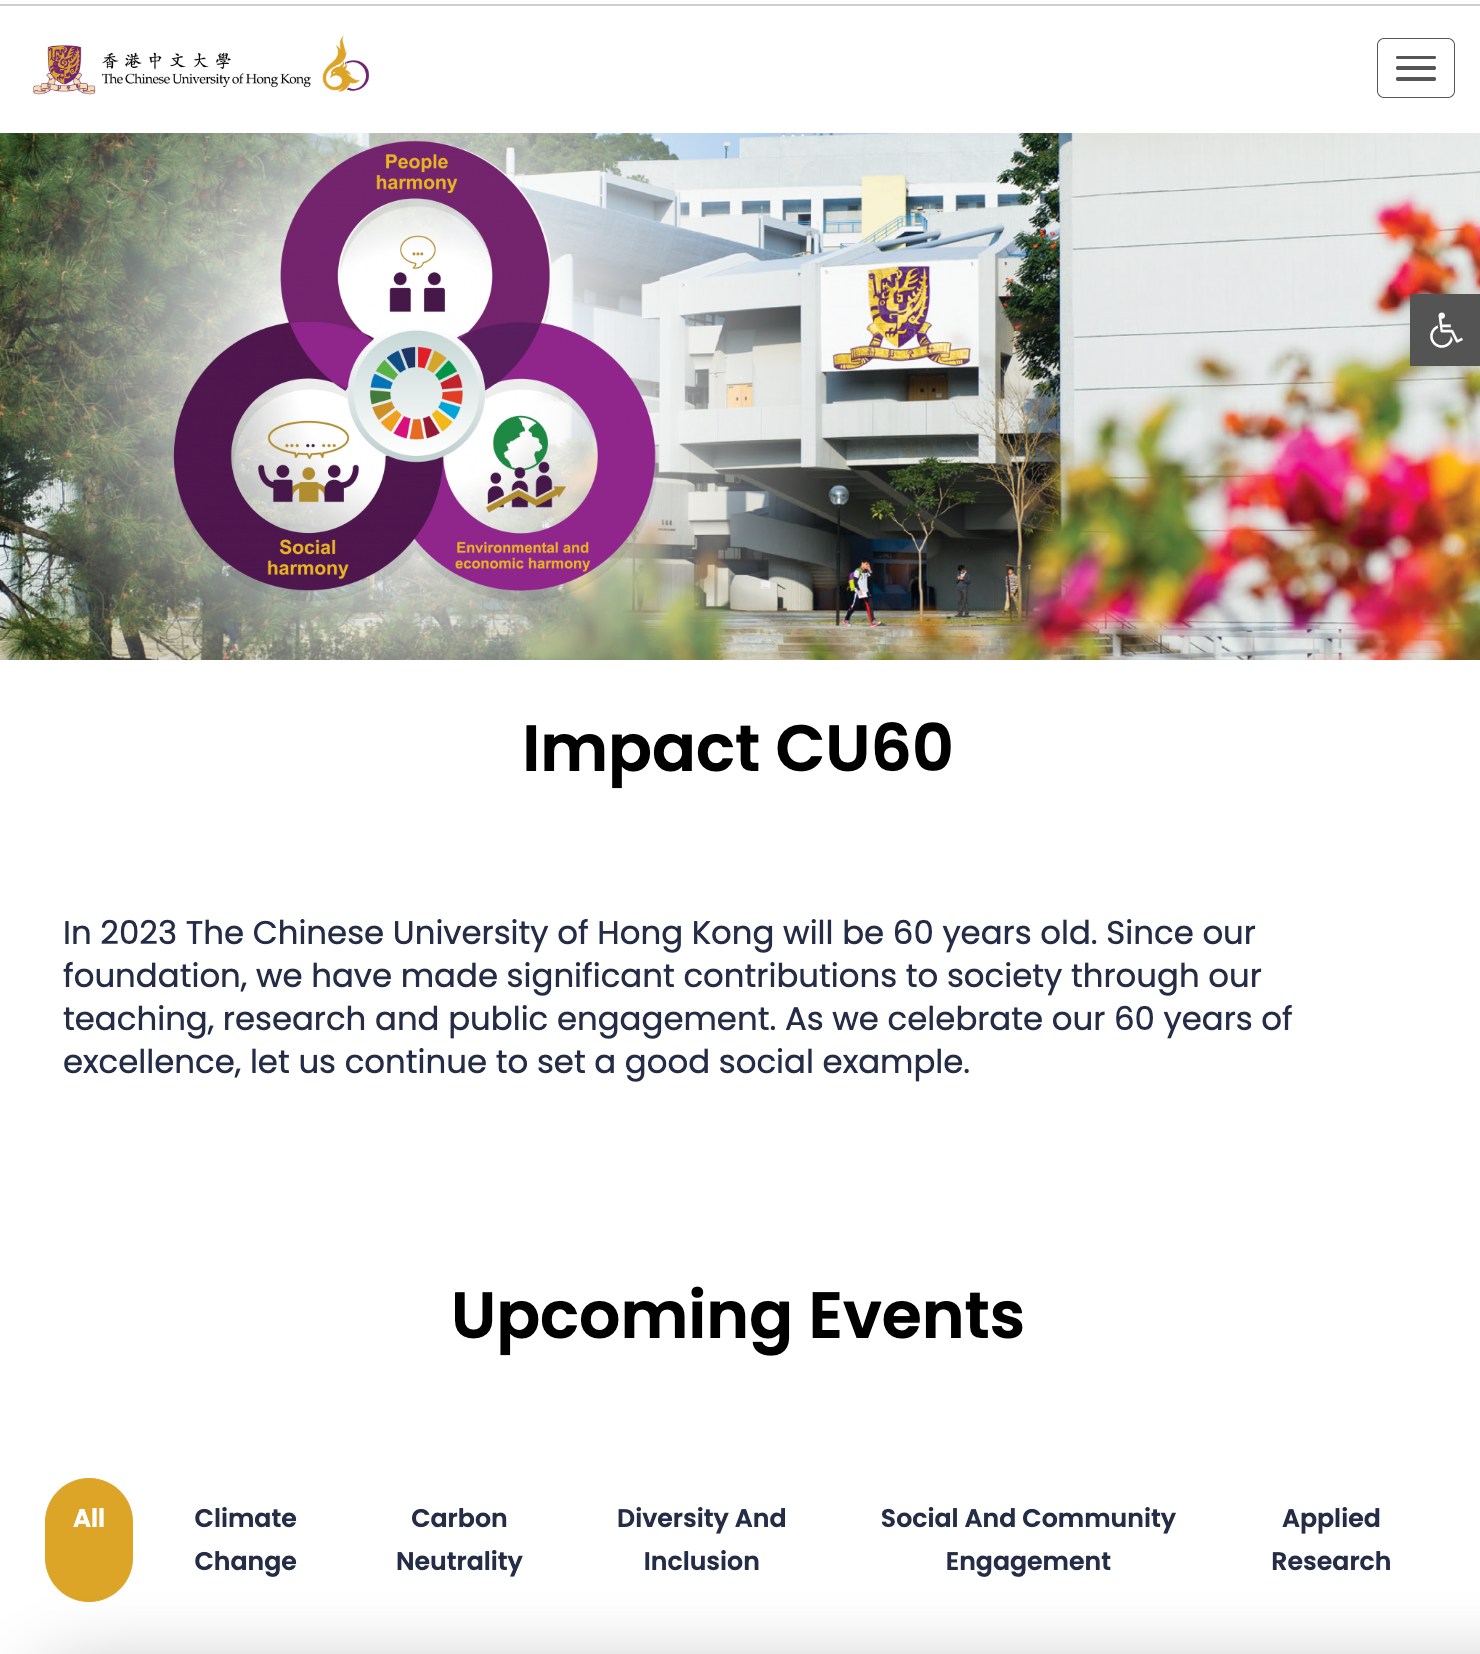 香港中文大學
The Chinese University of Hong Kong
People
harmony
Social
harmony
Environmental and
economic harmony
Impact CU60
In 2023 The Chinese University of Hong Kong will be 60 years old. Since our
foundation, we have made significant contributions to society through our
teaching, research and public engagement. As we celebrate our 60 years of
excellence, let us continue to set a good social example.
Upcoming Events
All
Climate
Change
Carbon
Neutrality
Diversity And
Inclusion
Social And Community
Engagement
Applied
Research